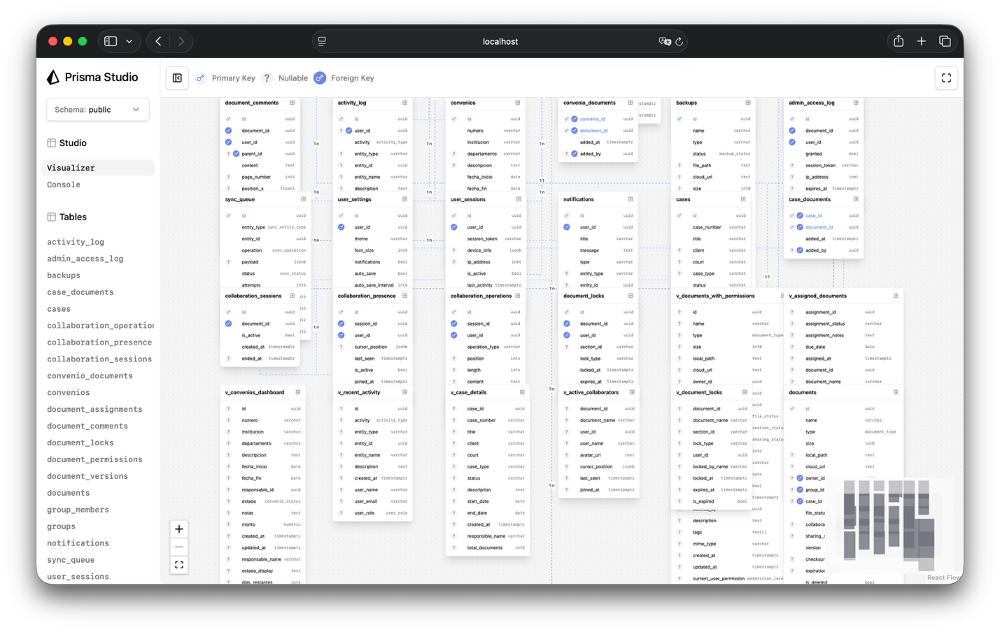 localhost
Prisma Studio
Primary Key
? Nullable
Foreign Key
Schema: public
Studio
Visualizer
Console
Tables
activity_log
admin_access_log
backups
case_documents
cases
collaboration_operation
collaboration_presence
collaboration_sessions
convenio_documents
convenios
document_assignments
document_comments
document_locks
document_permissions
document_versions
documents
group_members
groups
notifications
sync_queue
user_sessions
document_comments
id uuid
document_id uuid
user_id uuid
? parent_id uuid
content text
? page_number int4
? position_x float4
activity_log
id uuid
? user_id uuid
activity activity_type
? entity_type varchar
? entity_id uuid
? entity_name varchar
? description text
convenios
id uuid
numero varchar
institucion varchar
? departamento varchar
? descripcion text
fecha_inicio date
fecha_fin date
convenio_documents
convenio_id uuid
document_id uuid
added_at timestamptz
? added_by uuid
backups
id uuid
name varchar
type varchar
status backup_status
? file_path text
? cloud_url text
? size int8
admin_access_log
id uuid
document_id uuid
user_id uuid
granted bool
? session_token varchar
? ip_address inet
? expires_at timestamptz
sync_queue
id uuid
entity_type sync_entity_type
entity_id uuid
operation sync_operation
? payload jsonb
status sync_status
attempts int4
user_settings
id uuid
user_id uuid
theme varchar
font_size int4
notifications bool
auto_save bool
auto_save_interval int4
user_sessions
id uuid
user_id uuid
session_token varchar
? device_info jsonb
? ip_address inet
is_active bool
last_activity timestamptz
notifications
id uuid
user_id uuid
title varchar
message text
type varchar
? entity_type varchar
? entity_id uuid
cases
id uuid
case_number varchar
title varchar
? client varchar
? court varchar
? case_type varchar
status varchar
case_documents
case_id uuid
document_id uuid
added_at timestamptz
? added_by uuid
collaboration_sessions
id uuid
document_id uuid
is_active bool
created_at timestamptz
? ended_at timestamptz
collaboration_presence
id uuid
session_id uuid
user_id uuid
? cursor_position jsonb
last_seen timestamptz
is_active bool
joined_at timestamptz
collaboration_operations
id uuid
session_id uuid
user_id uuid
operation_type varchar
? position int4
? length int4
? content text
document_locks
id uuid
document_id uuid
user_id uuid
? section_id varchar
lock_type varchar
locked_at timestamptz
expires_at timestamptz
v_documents_with_permissions
? id uuid
? name varchar
? type document_type
? size int8
? local_path text
? cloud_url text
? owner_id uuid
v_assigned_documents
? assignment_id uuid
? assignment_status varchar
? assignment_notes text
? due_date date
? assigned_at timestamptz
? document_id uuid
? document_name varchar
v_convenios_dashboard
? id uuid
? numero varchar
? institucion varchar
? departamento varchar
? descripcion text
? fecha_inicio date
? fecha_fin date
? responsable_id uuid
? estado convenio_status
? notas text
? monto numeric
? created_at timestamptz
? updated_at timestamptz
? responsable_name varchar
? estado_display text
? dias_restantes int4
v_recent_activity
? id uuid
? activity activity_type
? entity_type varchar
? entity_id uuid
? entity_name varchar
? description text
? created_at timestamptz
? user_name varchar
? user_email varchar
? user_role user_role
v_case_details
? case_id uuid
? case_number varchar
? title varchar
? client varchar
? court varchar
? case_type varchar
? status varchar
? description text
? start_date date
? end_date date
? created_at timestamptz
? responsible_name varchar
? total_documents int8
v_active_collaborators
? document_id uuid
? document_name varchar
? user_id uuid
? user_name varchar
? avatar_url text
? cursor_position jsonb
? last_seen timestamptz
? joined_at timestamptz
v_document_locks
? document_id uuid
? document_name varchar
? section_id varchar
? lock_type varchar
? user_id uuid
? locked_by_name varchar
? locked_at timestamptz
? expires_at timestamptz
? is_expired bool
? description text
? tags text[]
? mime_type varchar
? created_at timestamptz
? updated_at timestamptz
? current_user_permission permission_leve
documents
id uuid
name varchar
type document_type
size int8
? local_path text
? cloud_url text
? owner_id
? group_id
? case_id
file_statu
? collabora
? sharing_s
version
? checksur
? expiration
is_deleted bool
1:n
1:n
1:n
1:n
1:1
1:n
1:n
1:n
1:n
1:n
1:1
1:n
1:n
1:n
React Flow